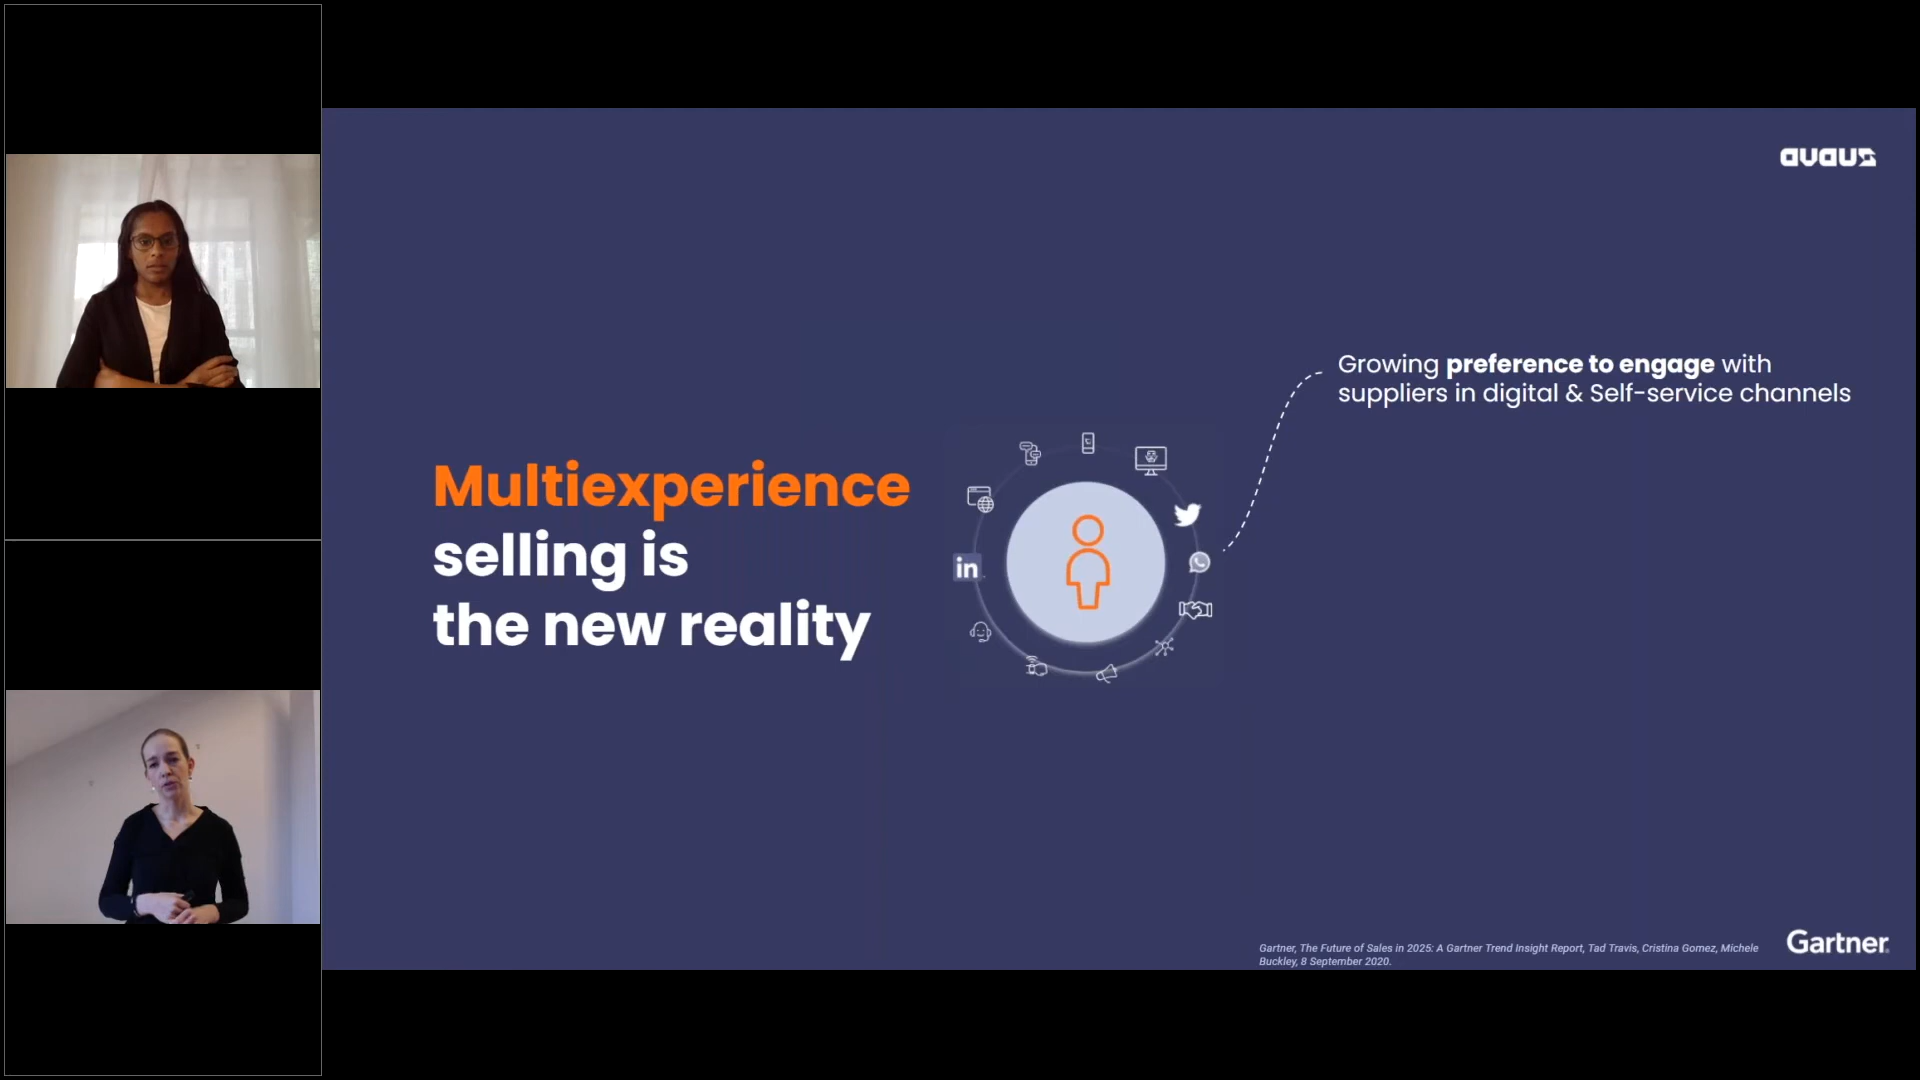 avaus
Growing preference to engage with
suppliers in digital & Self-service channels
Multiexperience
selling is
the new reality
in
Gartner, The Future of Sales in 2025: A Gartner Trend Insight Report, Tad Travis, Cristina Gomez, Michele
Buckley, 8 September 2020.
Gartner